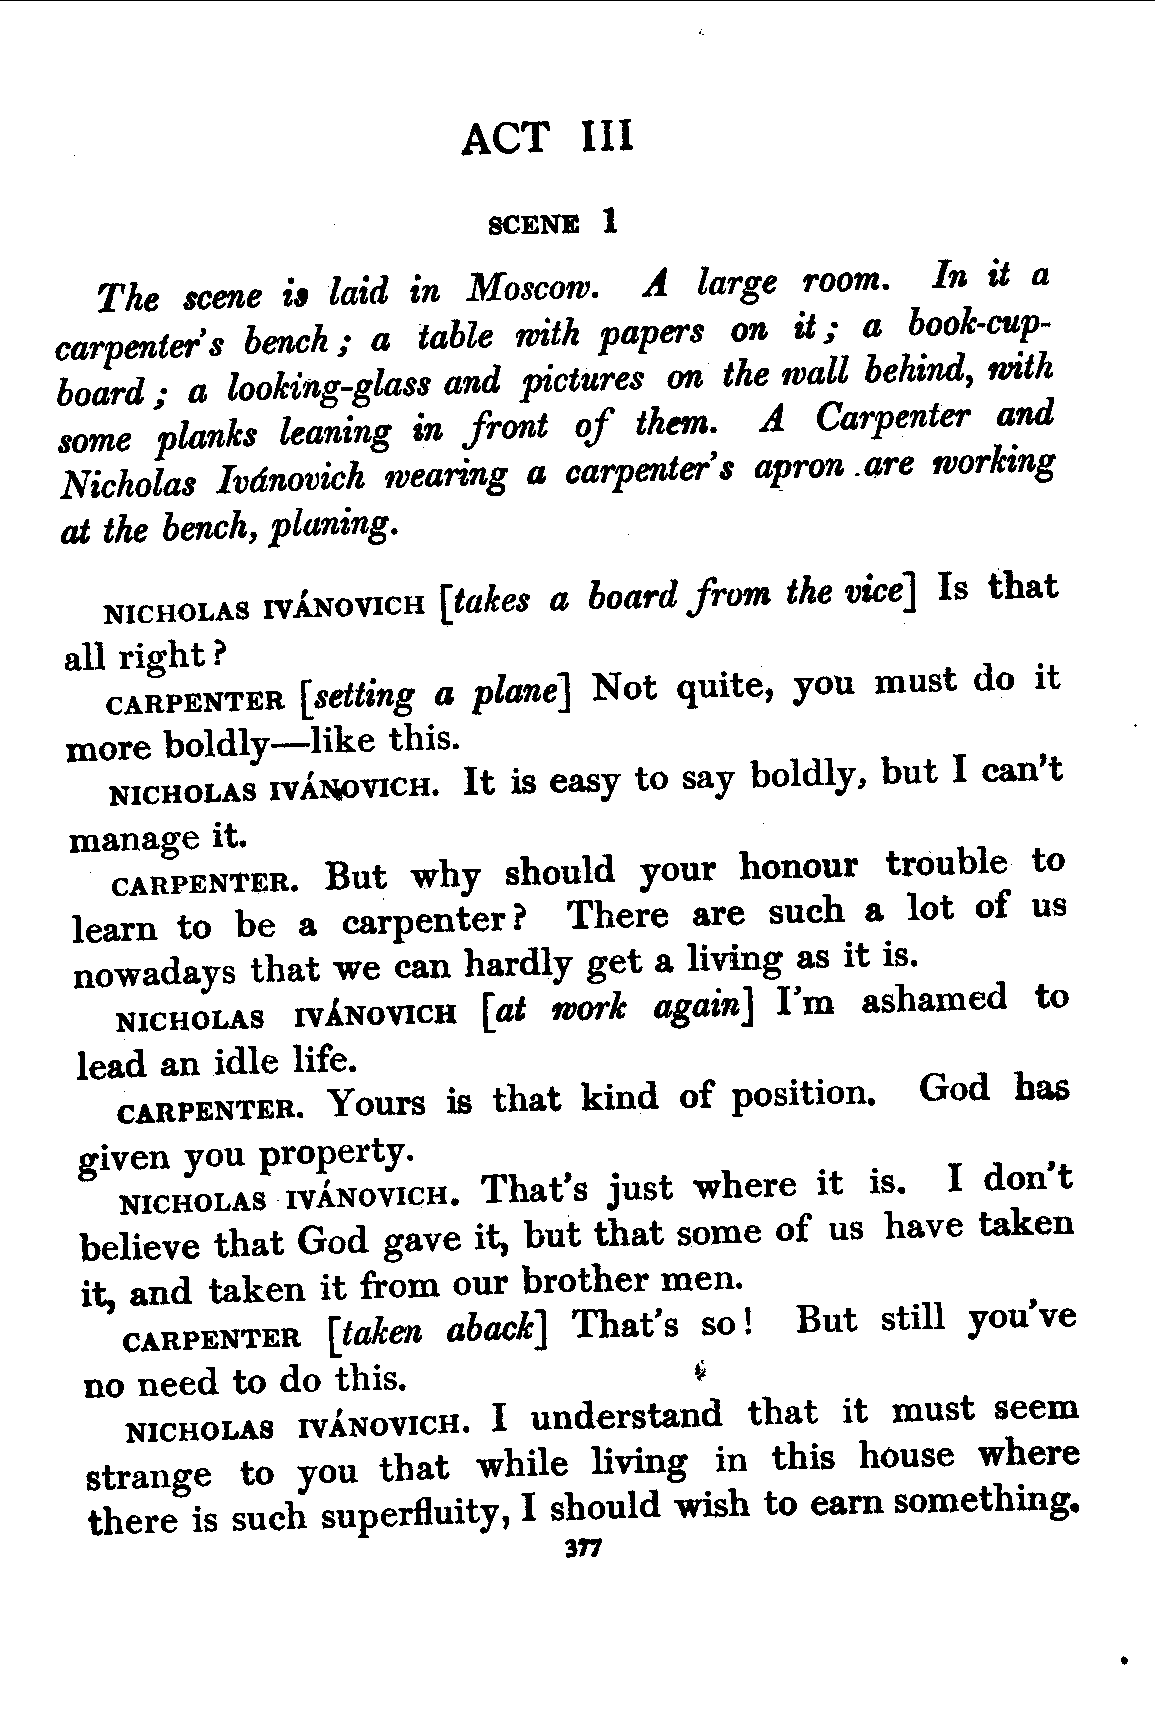 ACT III
SCENE 1
The scene is laid in Moscow. A large room. In it a
carpenter's bench; a table with papers on it; a book-cup-
board; a looking-glass and pictures on the wall behind, with
some planks leaning in front of them. A Carpenter and
Nicholas Ivánovich wearing a carpenter's apron are working
at the bench, planing.
NICHOLAS IVÁNOVICH [takes a board from the vice] Is that
all right?
CARPENTER [setting a plane] Not quite, you must do it
more boldly—like this.
NICHOLAS IVÁNOVICH. It is easy to say boldly, but I can't
manage it.
CARPENTER. But why should your honour trouble to
learn to be a carpenter? There are such a lot of us
nowadays that we can hardly get a living as it is.
NICHOLAS IVÁNOVICH [at work again] I'm ashamed to
lead an idle life.
CARPENTER. Yours is that kind of position. God has
given you property.
NICHOLAS IVÁNOVICH. That's just where it is. I don't
believe that God gave it, but that some of us have taken
it, and taken it from our brother men.
CARPENTER [taken aback] That's so! But still you've
no need to do this.
NICHOLAS IVÁNOVICH. I understand that it must seem
strange to you that while living in this house where
there is such superfluity, I should wish to earn something.
377